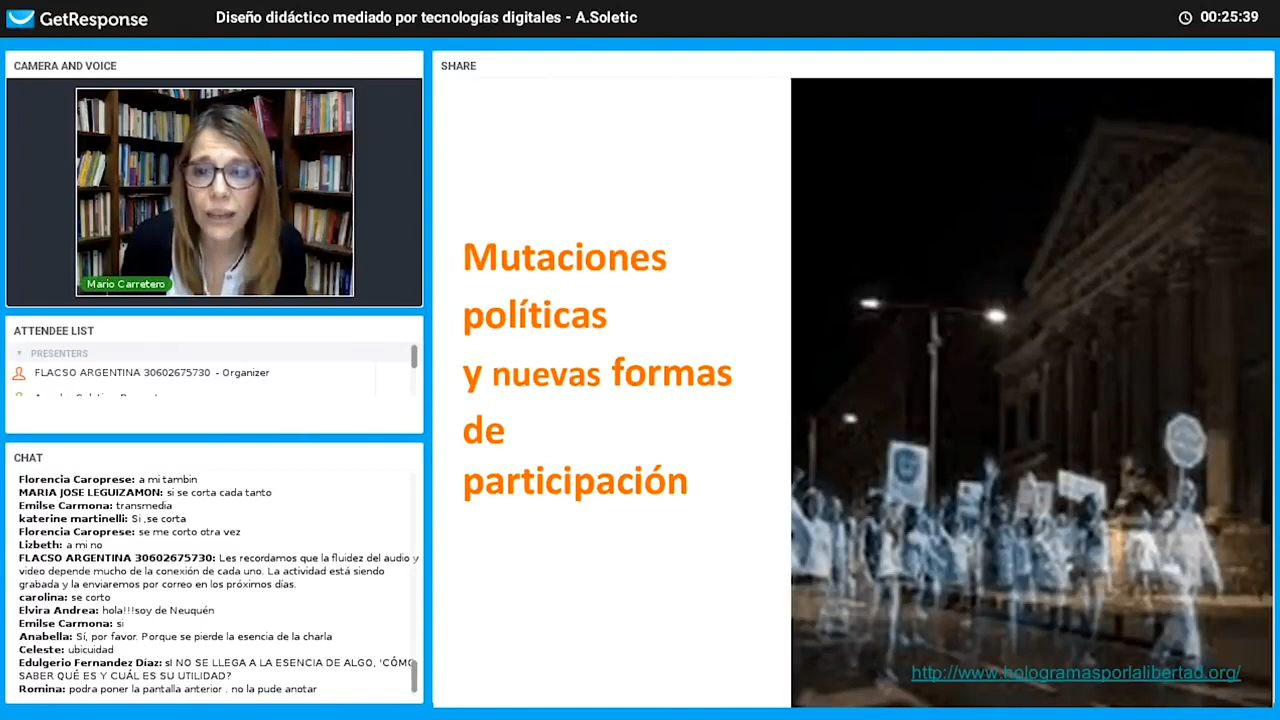 GetResponse
Diseño didáctico mediado por tecnologías digitales - A.Soletic
00:25:39
CAMERA AND VOICE
Mario Carretero
ATTENDEE LIST
PRESENTERS
FLACSO ARGENTINA 30602675730 - Organizer
CHAT
Florencia Caroprese: a mi tambin
MARIA JOSE LEGUIZAMON: si se corta cada tanto
Emilse Carmona: transmedia
katerine martinelli: Si ,se corta
Florencia Caroprese: se me corto otra vez
Lizbeth: a mi no
FLACSO ARGENTINA 30602675730: Les recordamos que la fluidez del audio y
video depende mucho de la conexión de cada uno. La actividad está siendo
grabada y la enviaremos por correo en los próximos días.
carolina: se corto
Elvira Andrea: hola!!!soy de Neuquén
Emilse Carmona: si
Anabella: Sí, por favor. Porque se pierde la esencia de la charla
Celeste: ubicuidad
Edulgerio Fernandez Díaz: sI NO SE LLEGA A LA ESENCIA DE ALGO, 'CÓMO
SABER QUÉ ES Y CUÁL ES SU UTILIDAD?
Romina: podra poner la pantalla anterior . no la pude anotar
SHARE
Mutaciones
políticas
y nuevas formas
de
participación
http://www.hologramasporlalibertad.org/